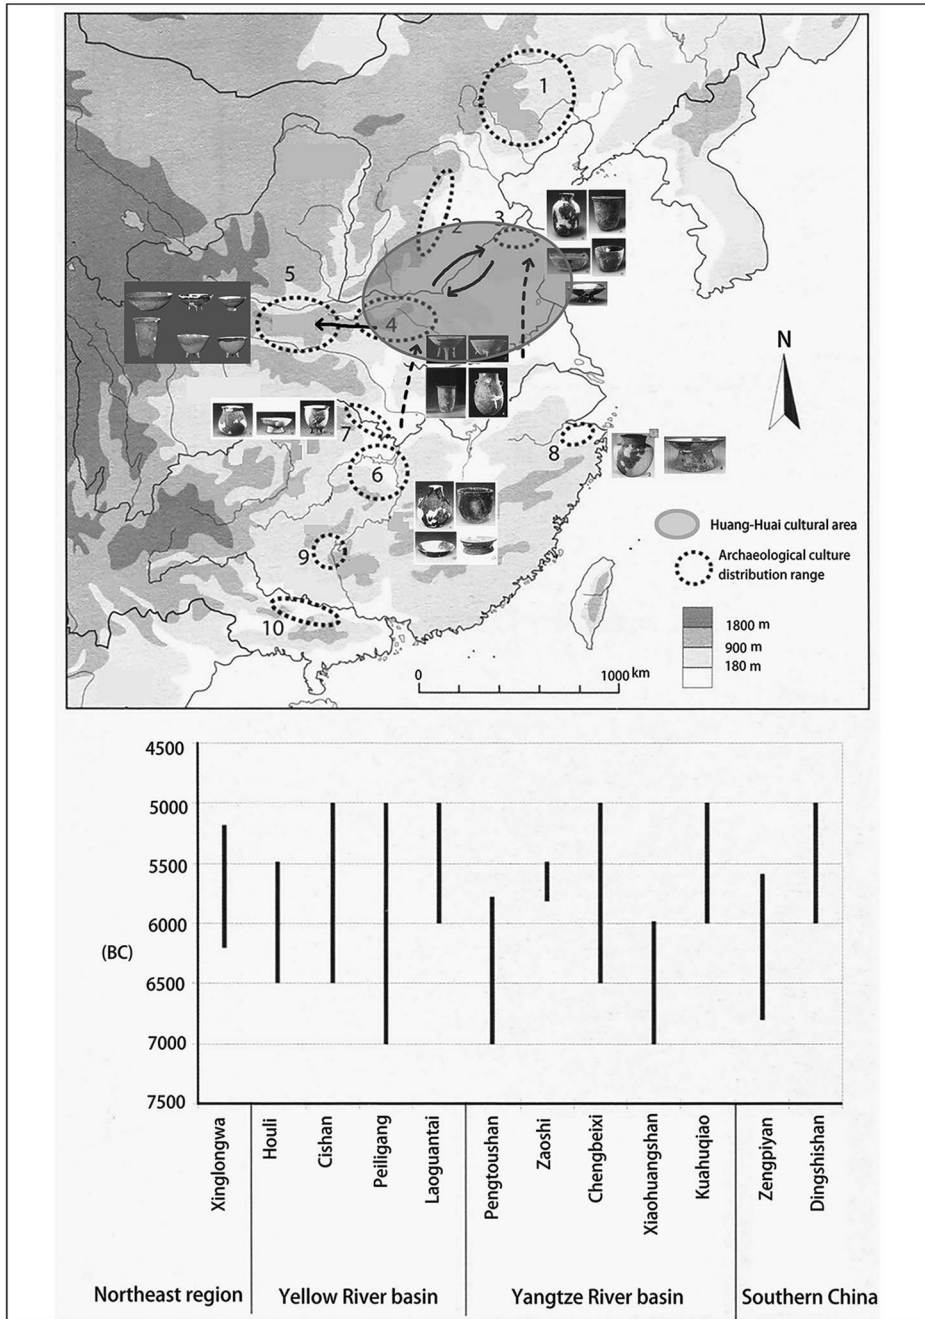 1
2
3
5
4
N
7
8
6
Huang-Huai cultural area
9
Archaeological culture
distribution range
10
1800 m
900 m
180 m
0
1000 km
4500
5000
5500
6000
(BC)
6500
7000
7500
Xinglongwa
Houli
Cishan
Peiligang
Laoguantai
Pengtoushan
Zaoshi
Chengbeixi
Xiaohuangshan
Kuahuqiao
Zengpiyan
Dingshishan
Northeast region
Yellow River basin
Yangtze River basin
Southern China